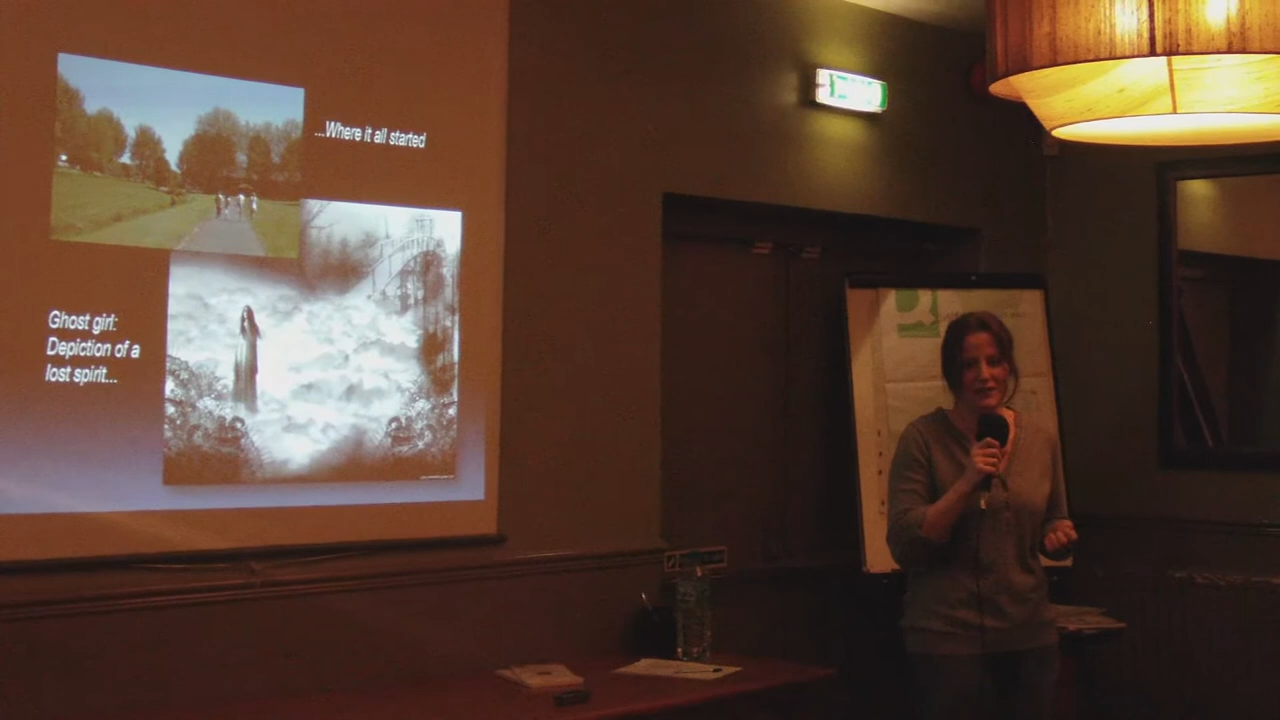 ...Where it all started
Ghost girl:
Depiction of a
lost spirit...